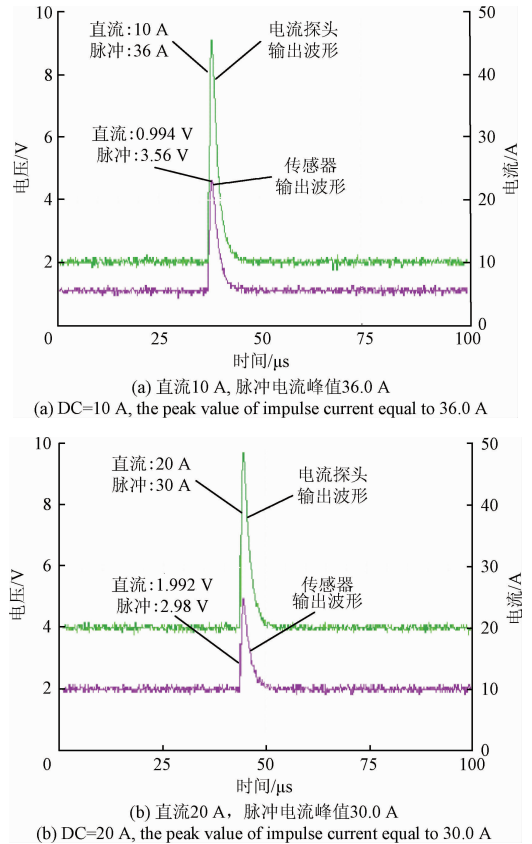 直流:10 A
脉冲:36 A
电流探头
输出波形
直流:0.994 V
脉冲:3.56 V
传感器
输出波形
电压/V
10
8
6
4
2
0
电流/A
50
40
30
20
10
0
0
25
50
75
100
时间/μs
(a) 直流10 A, 脉冲电流峰值36.0 A
(a) DC=10 A, the peak value of impulse current equal to 36.0 A
直流:20 A
脉冲:30 A
电流探头
输出波形
直流:1.992 V
脉冲:2.98 V
传感器
输出波形
电压/V
10
8
6
4
2
0
电流/A
50
40
30
20
10
0
0
25
50
75
100
时间/μs
(b) 直流20 A，脉冲电流峰值30.0 A
(b) DC=20 A, the peak value of impulse current equal to 30.0 A